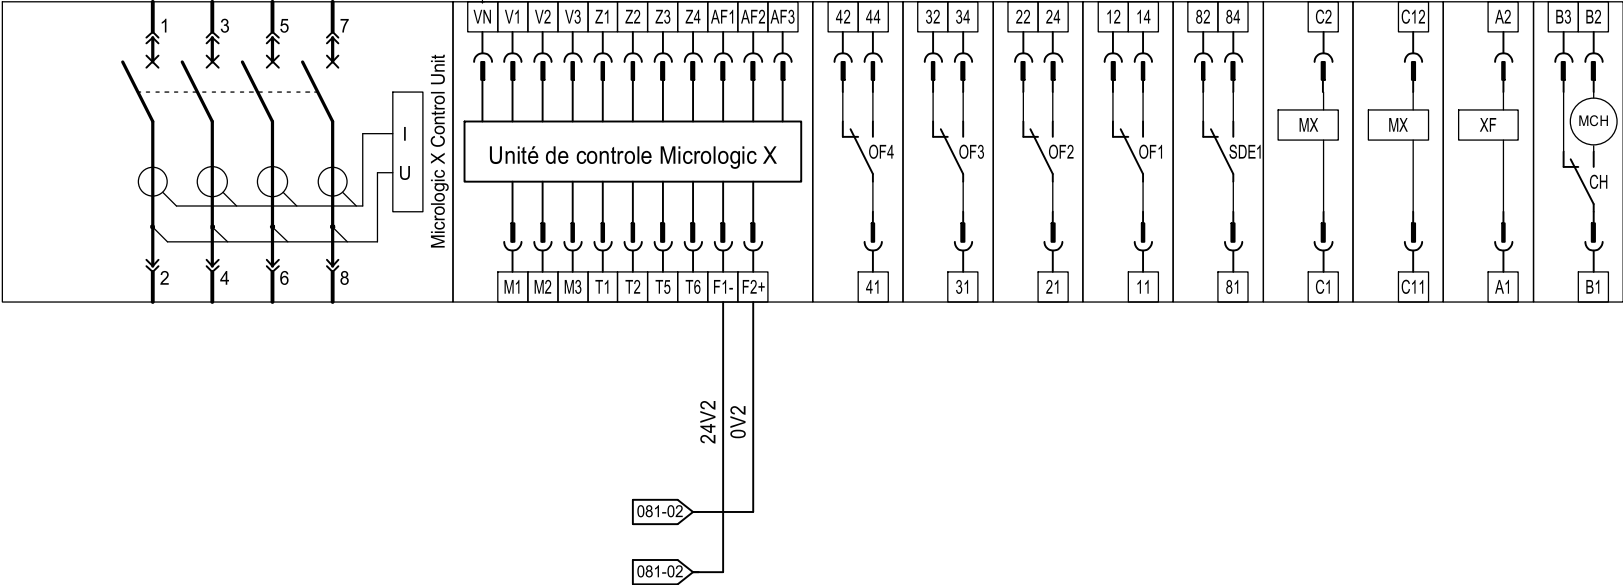 1 3 5 7
VN V1 V2 V3 Z1 Z2 Z3 Z4 AF1 AF2 AF3
42 44
32 34
22 24
12 14
82 84
C2
C12
A2
B3 B2
I
U
Micrologic X Control Unit
Unité de controle Micrologic X
OF4
OF3
OF2
OF1
SDE1
MX
MX
XF
MCH
CH
2 4 6 8
M1 M2 M3 T1 T2 T5 T6 F1- F2+
41
31
21
11
81
C1
C11
A1
B1
24V2
0V2
081-02
081-02